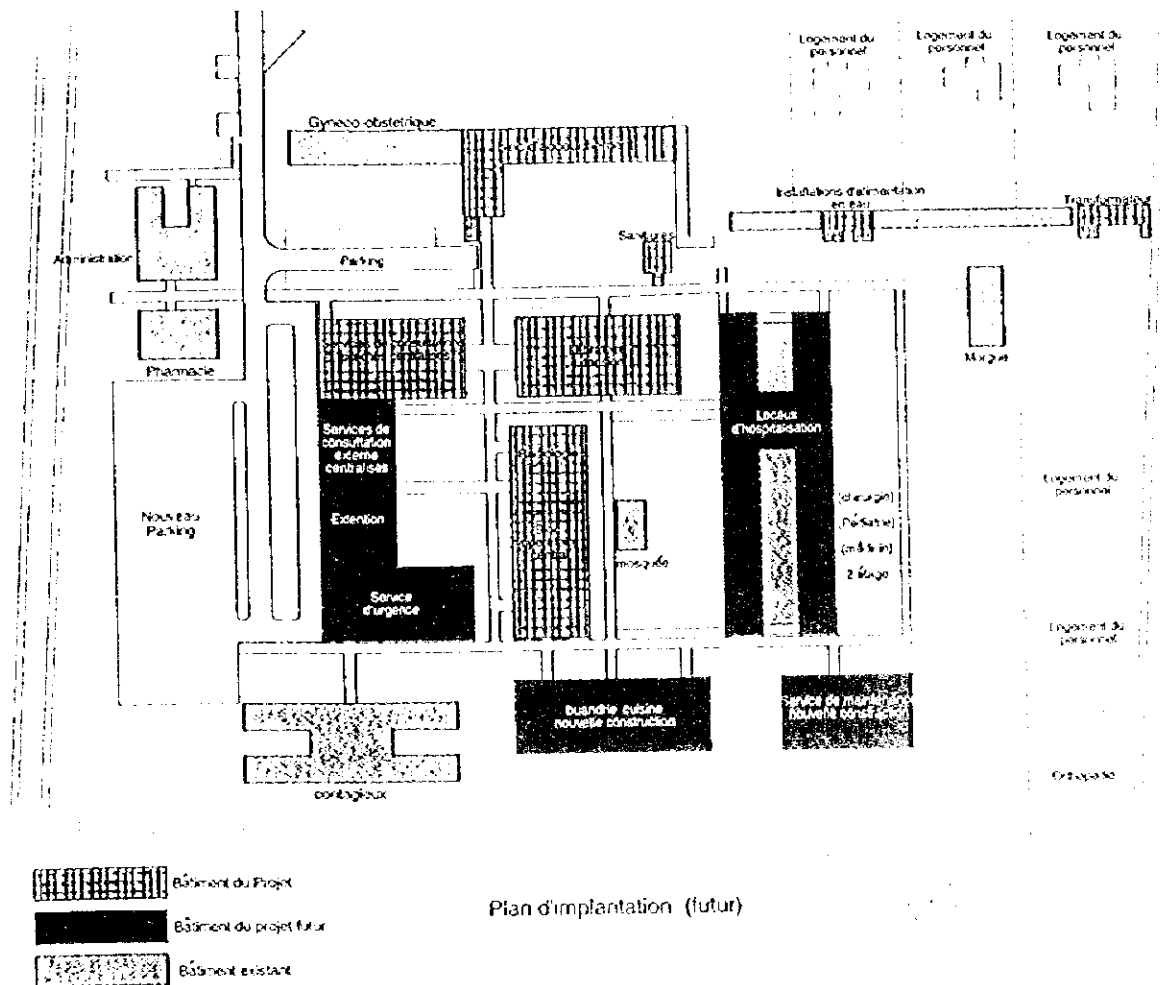 Logement du
personnel
Logement du
personnel
Logement du
personnel
Gyneco-obstétrique
Installations d'alimentation
en eau
Transformateur
Administration
Parking
Sanitaires
Pharmacie
Morgue
Services de
consultation
externe
centralisés
Extention
Service
d'urgence
Locaux
d'hospitalisation
Nouveau
Parking
mosquée
(chirurgin)
(Pédiatrie)
(médecin)
2 étage
Logement du
personnel
Logement du
personnel
buandrie cuisine
nouvelle construction
nouvelle
contagieux
Orthopédie
Bâtiment du Projet
Bâtiment du projet futur
Bâtiment existant
Plan d'implantation (futur)